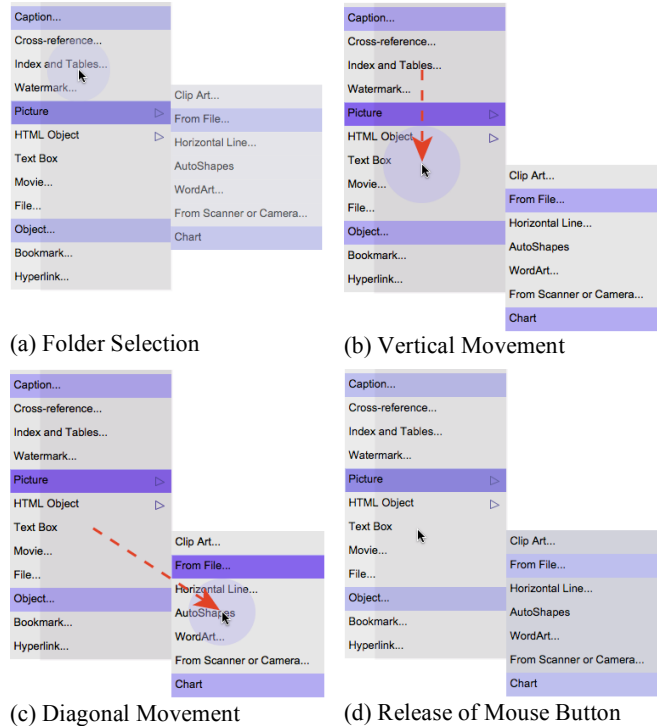 Caption...
Cross-reference...
Index and Tables...
Watermark...
Picture
HTML Object
Text Box
Movie...
File...
Object...
Bookmark...
Hyperlink...
Clip Art...
From File...
Horizontal Line...
AutoShapes
WordArt...
From Scanner or Camera...
Chart
(a) Folder Selection
Caption...
Cross-reference...
Index and Tables...
Watermark...
Picture
HTML Object
Text Box
Movie...
File...
Object...
Bookmark...
Hyperlink...
Clip Art...
From File...
Horizontal Line...
AutoShapes
WordArt...
From Scanner or Camera...
Chart
(b) Vertical Movement
Caption...
Cross-reference...
Index and Tables...
Watermark...
Picture
HTML Object
Text Box
Movie...
File...
Object...
Bookmark...
Hyperlink...
Clip Art...
From File...
Horizontal Line...
AutoShapes
WordArt...
From Scanner or Camera...
Chart
(c) Diagonal Movement
Caption...
Cross-reference...
Index and Tables...
Watermark...
Picture
HTML Object
Text Box
Movie...
File...
Object...
Bookmark...
Hyperlink...
Clip Art...
From File...
Horizontal Line...
AutoShapes
WordArt...
From Scanner or Camera...
Chart
(d) Release of Mouse Button